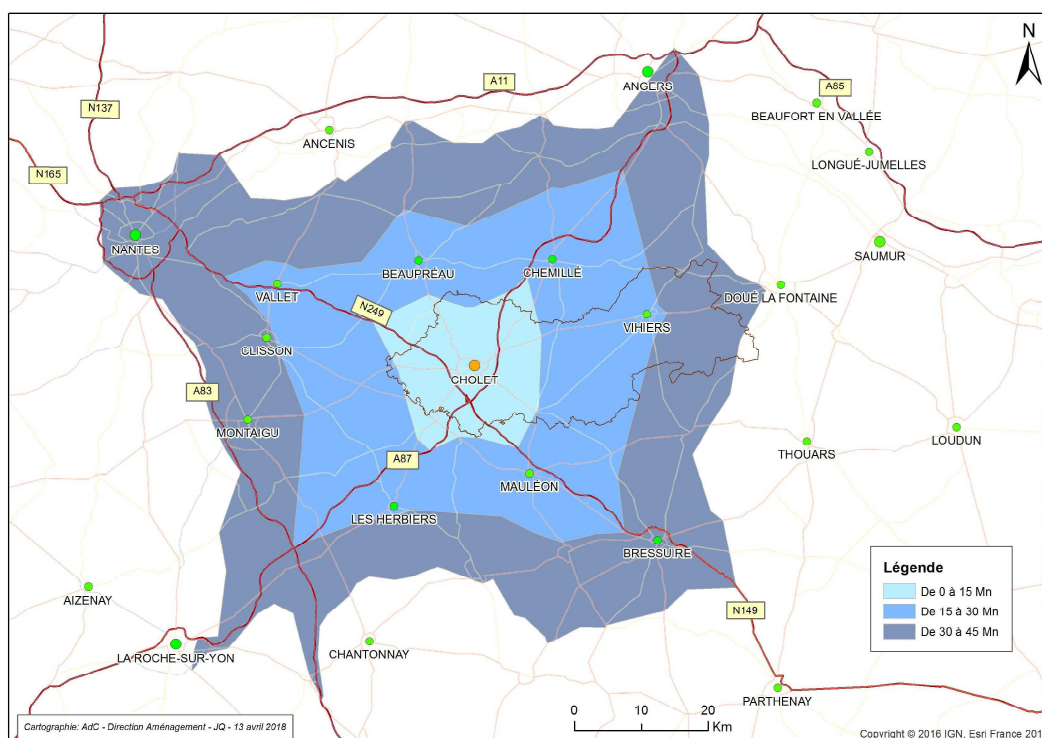 N
A11
ANGERS
A85
N137
BEAUFORT EN VALLÉE
ANCENIS
LONGUÉ-JUMELLES
N165
NANTES
SAUMUR
BEAUPRÉAU
CHEMILLÉ
VALLET
DOUÉ LA FONTAINE
N249
VIHIERS
CLISSON
CHOLET
A83
MONTAIGU
LOUDUN
THOUARS
A87
MAULÉON
LES HERBIERS
BRESSUIRE
Légende
De 0 à 15 Mn
De 15 à 30 Mn
De 30 à 45 Mn
AIZENAY
N149
CHANTONNAY
LA ROCHE-SUR-YON
PARTHENAY
0 10 20
Km
Cartographie: AdC - Direction Aménagement - JQ - 13 avril 2018
Copyright © 2016 IGN, Esri France 201